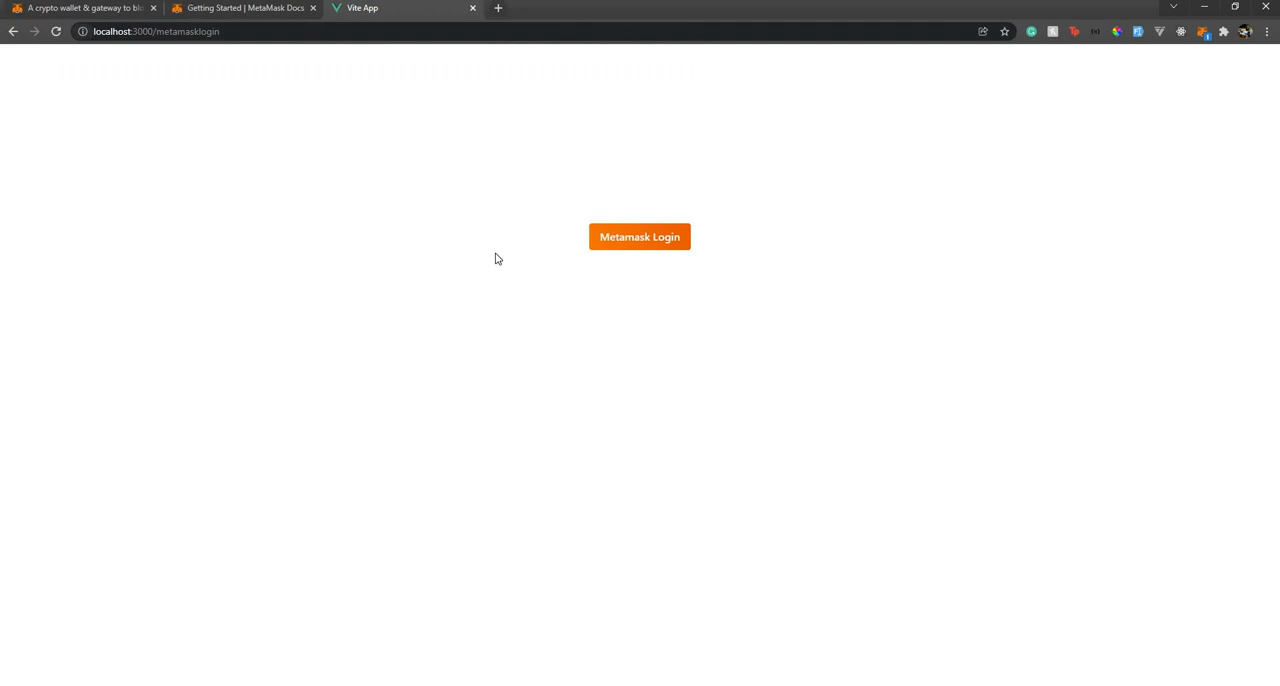 A crypto wallet & gateway to blo
Getting Started | MetaMask Docs
Vite App
localhost:3000/metamasklogin
Metamask Login